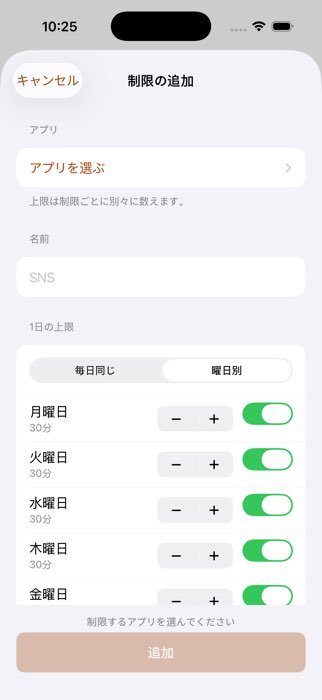 10:25
キャンセル
制限の追加
アプリ
アプリを選ぶ
上限は制限ごとに別々に数えます。
名前
SNS
1日の上限
毎日同じ
曜日別
月曜日
30分
− +
火曜日
30分
− +
水曜日
30分
− +
木曜日
30分
− +
金曜日
− +
制限するアプリを選んでください
追加